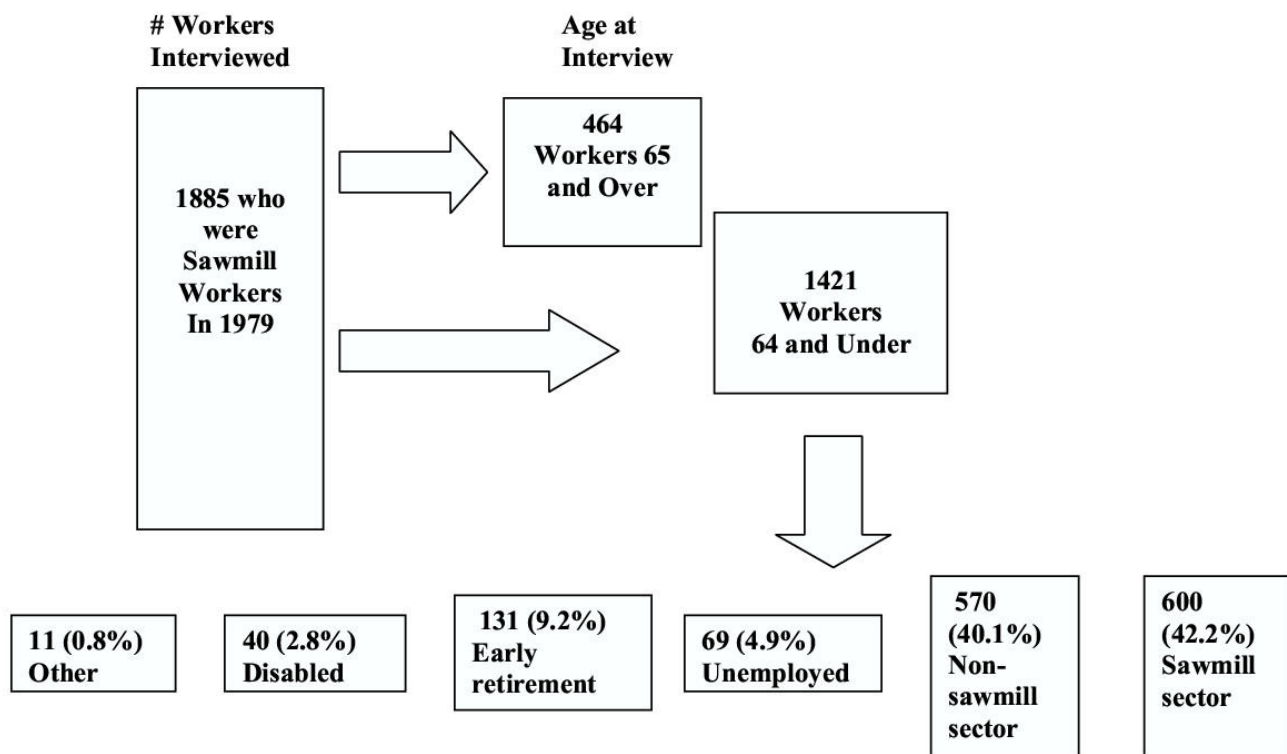 # Workers
Interviewed
Age at
Interview
1885 who
were
Sawmill
Workers
In 1979
464
Workers 65
and Over
1421
Workers
64 and Under
11 (0.8%)
Other
40 (2.8%)
Disabled
131 (9.2%)
Early
retirement
69 (4.9%)
Unemployed
570
(40.1%)
Non-
sawmill
sector
600
(42.2%)
Sawmill
sector